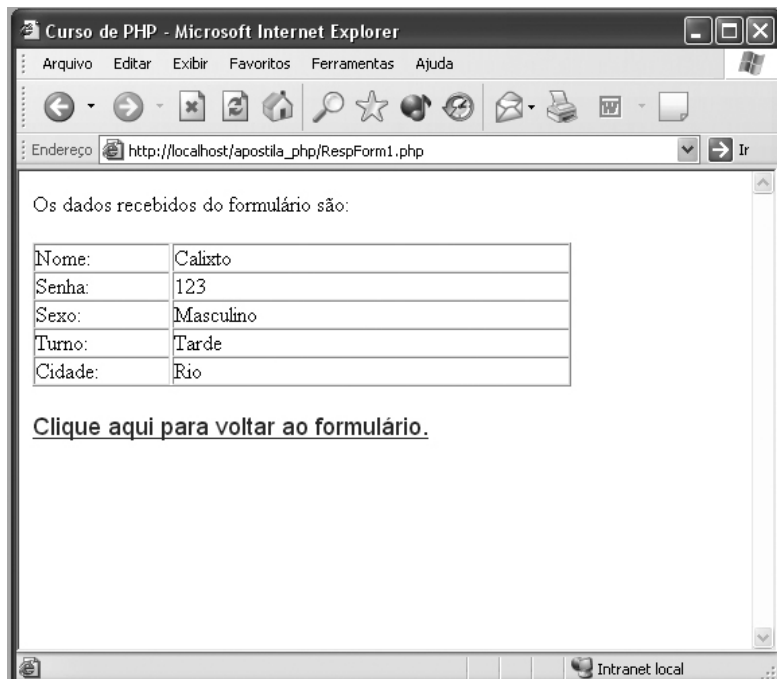 Curso de PHP - Microsoft Internet Explorer
Arquivo Editar Exibir Favoritos Ferramentas Ajuda
Endereço http://localhost/apostila_php/RespForm1.php Ir
Os dados recebidos do formulário são:
Nome: Calixto
Senha: 123
Sexo: Masculino
Turno: Tarde
Cidade: Rio
Clique aqui para voltar ao formulário.
Intranet local